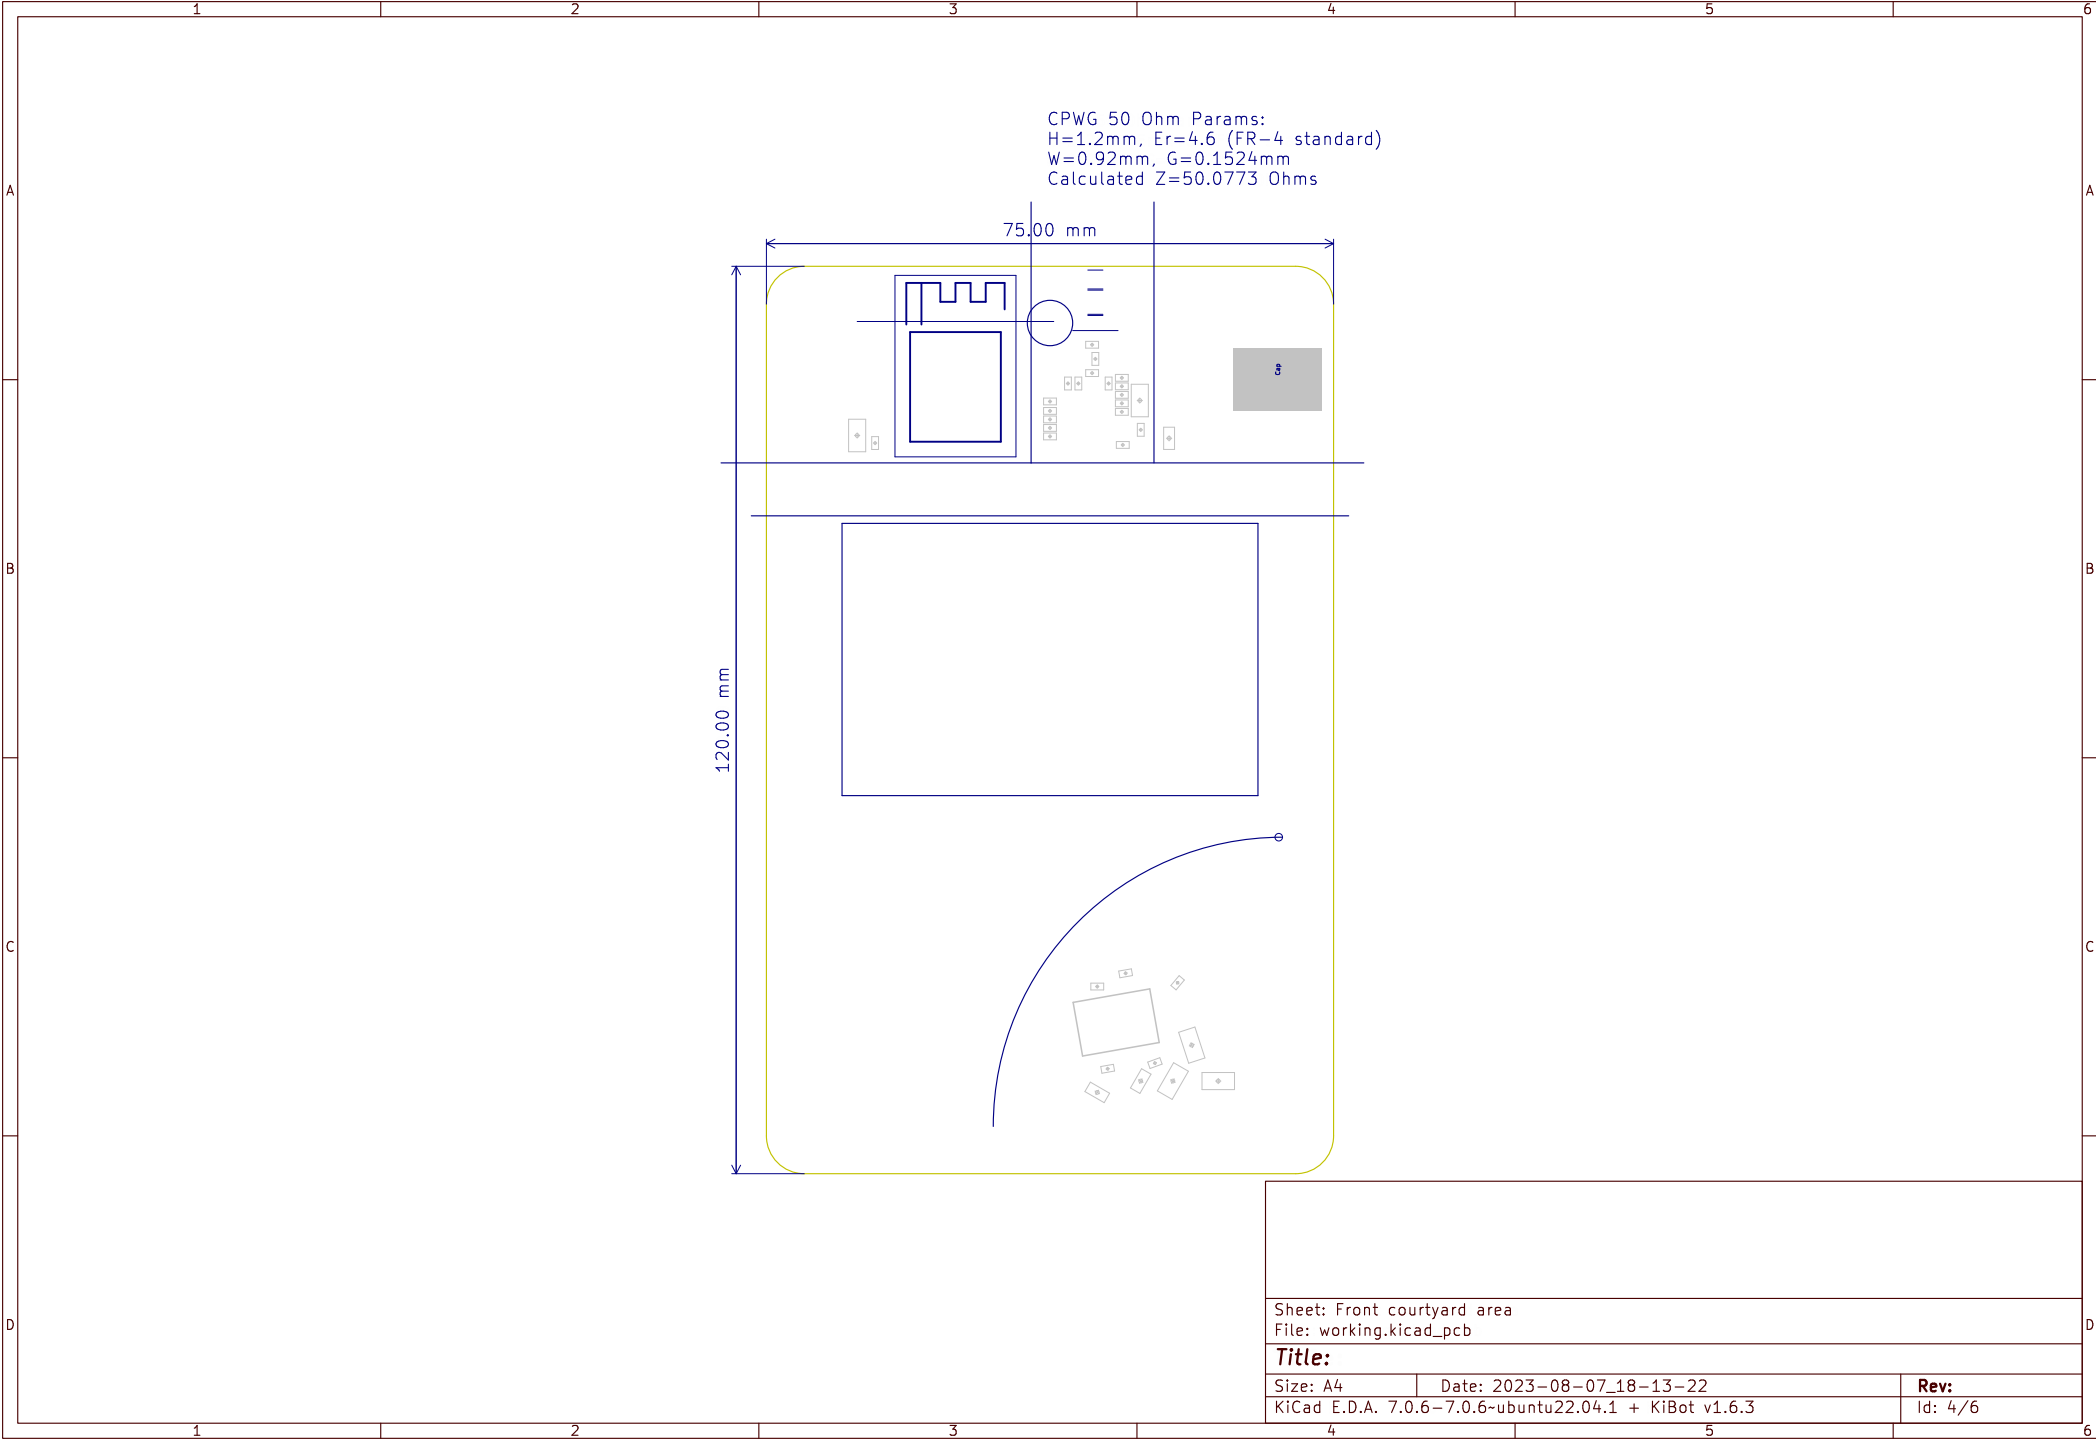 1 2 3 4 5 6
CPWG 50 Ohm Params:
H=1.2mm, Er=4.6 (FR-4 standard)
W=0.92mm, G=0.1524mm
Calculated Z=50.0773 Ohms
A A
75.00 mm
Cap
B B
120.00 mm
C C
Sheet: Front courtyard area
File: working.kicad_pcb
D D
Title:
Size: A4 Date: 2023-08-07_18-13-22 Rev:
KiCad E.D.A. 7.0.6-7.0.6~ubuntu22.04.1 + KiBot v1.6.3 Id: 4/6
1 2 3 4 5 6